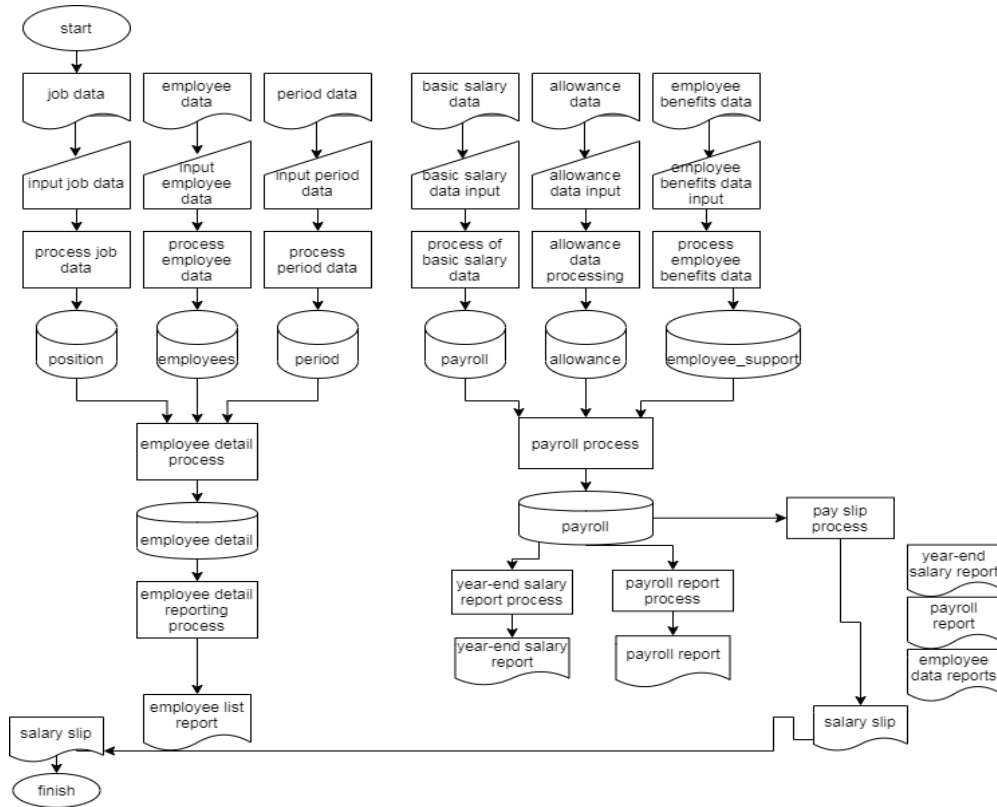 start
job data
employee
data
period data
basic salary
data
allowance
data
employee
benefits data
input job data
input
employee
data
input period
data
basic salary
data input
allowance
data input
employee
benefits data
input
process job
data
process
employee
data
process
period data
process of
basic salary
data
allowance
data
processing
process
employee
benefits data
position
employees
period
payroll
allowance
employee_support
employee detail
process
payroll process
employee detail
payroll
pay slip
process
employee detail
reporting
process
year-end salary
report process
payroll report
process
year-end
salary report
payroll
report
employee
data reports
year-end salary
report
payroll report
employee list
report
salary slip
salary slip
finish